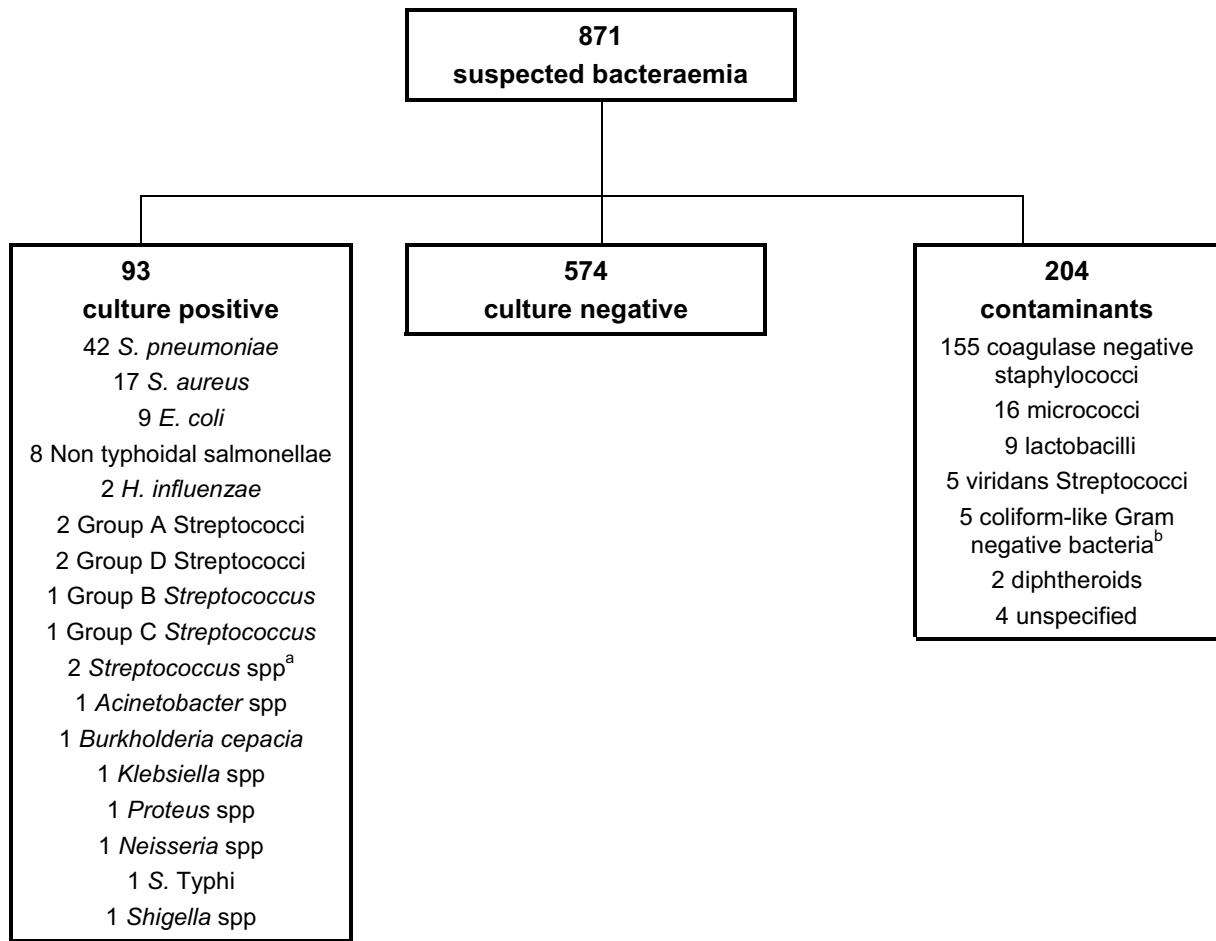 871
suspected bacteraemia
93
culture positive
42 S. pneumoniae
17 S. aureus
9 E. coli
8 Non typhoidal salmonellae
2 H. influenzae
2 Group A Streptococci
2 Group D Streptococci
1 Group B Streptococcus
1 Group C Streptococcus
2 Streptococcus spp^a
1 Acinetobacter spp
1 Burkholderia cepacia
1 Klebsiella spp
1 Proteus spp
1 Neisseria spp
1 S. Typhi
1 Shigella spp
574
culture negative
204
contaminants
155 coagulase negative
staphylococci
16 micrococci
9 lactobacilli
5 viridans Streptococci
5 coliform-like Gram
negative bacteria^b
2 diphtheroids
4 unspecified